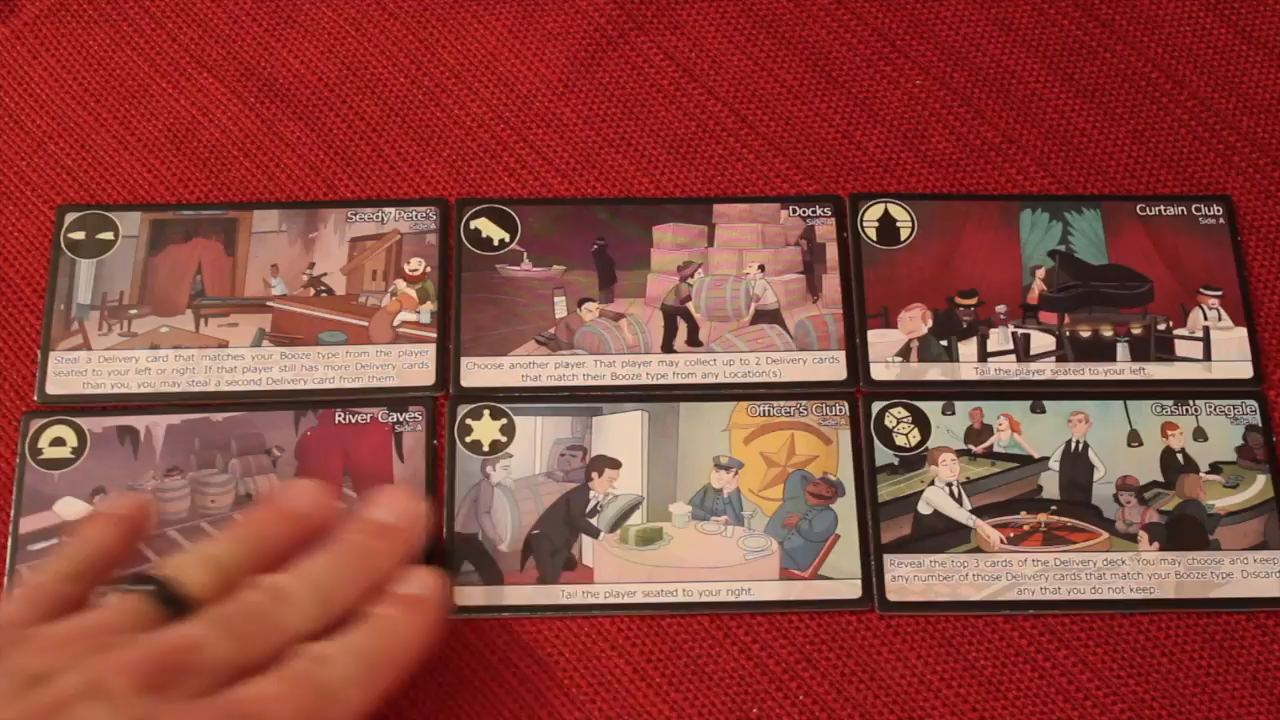 Seedy Pete's
Side A
Steal a Delivery card that matches your Booze type from the player
seated to your left or right. If that player still has more Delivery cards
than you, you may steal a second Delivery card from them.
Docks
Side A
Choose another player. That player may collect up to 2 Delivery cards
that match their Booze type from any Location(s).
Curtain Club
Side A
Tail the player seated to your left.
River Caves
Side A
Officer's Club
Side A
Tail the player seated to your right.
Casino Regale
Side A
Reveal the top 3 cards of the Delivery deck. You may choose and keep
any number of those Delivery cards that match your Booze type. Discard
any that you do not keep.